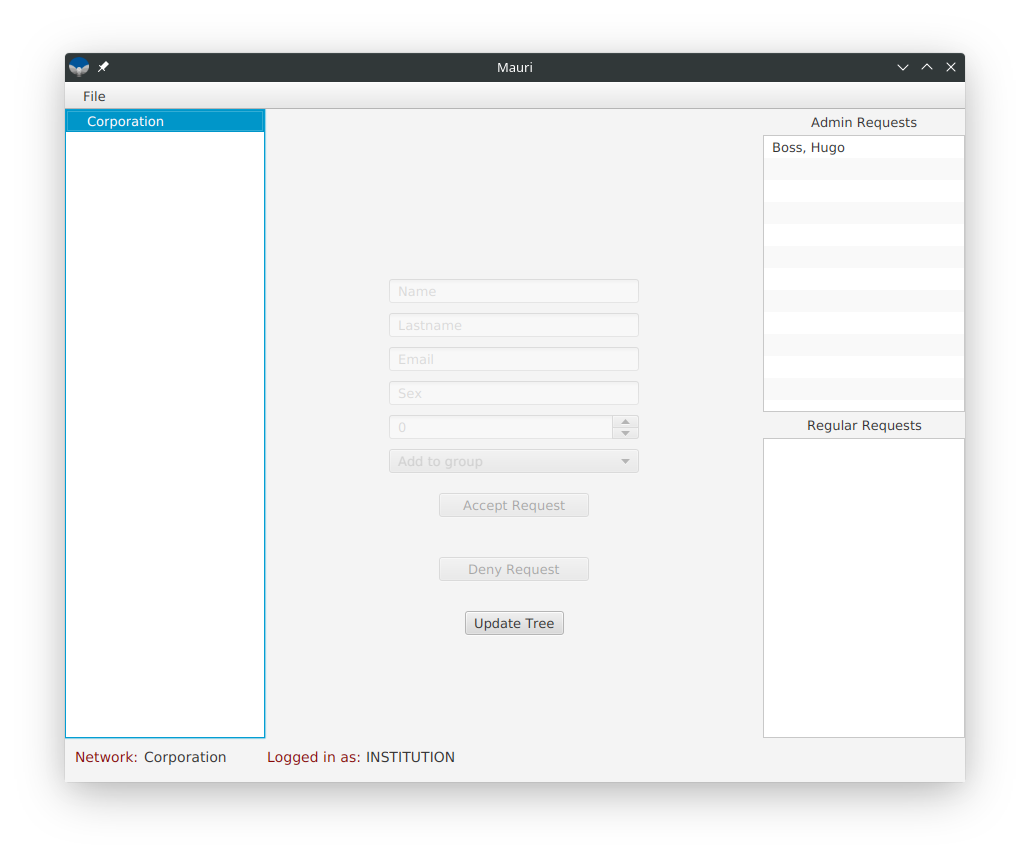 Mauri
File
Corporation
Admin Requests
Boss, Hugo
Name
Lastname
Email
Sex
0
Add to group
Accept Request
Deny Request
Update Tree
Regular Requests
Network: Corporation Logged in as: INSTITUTION